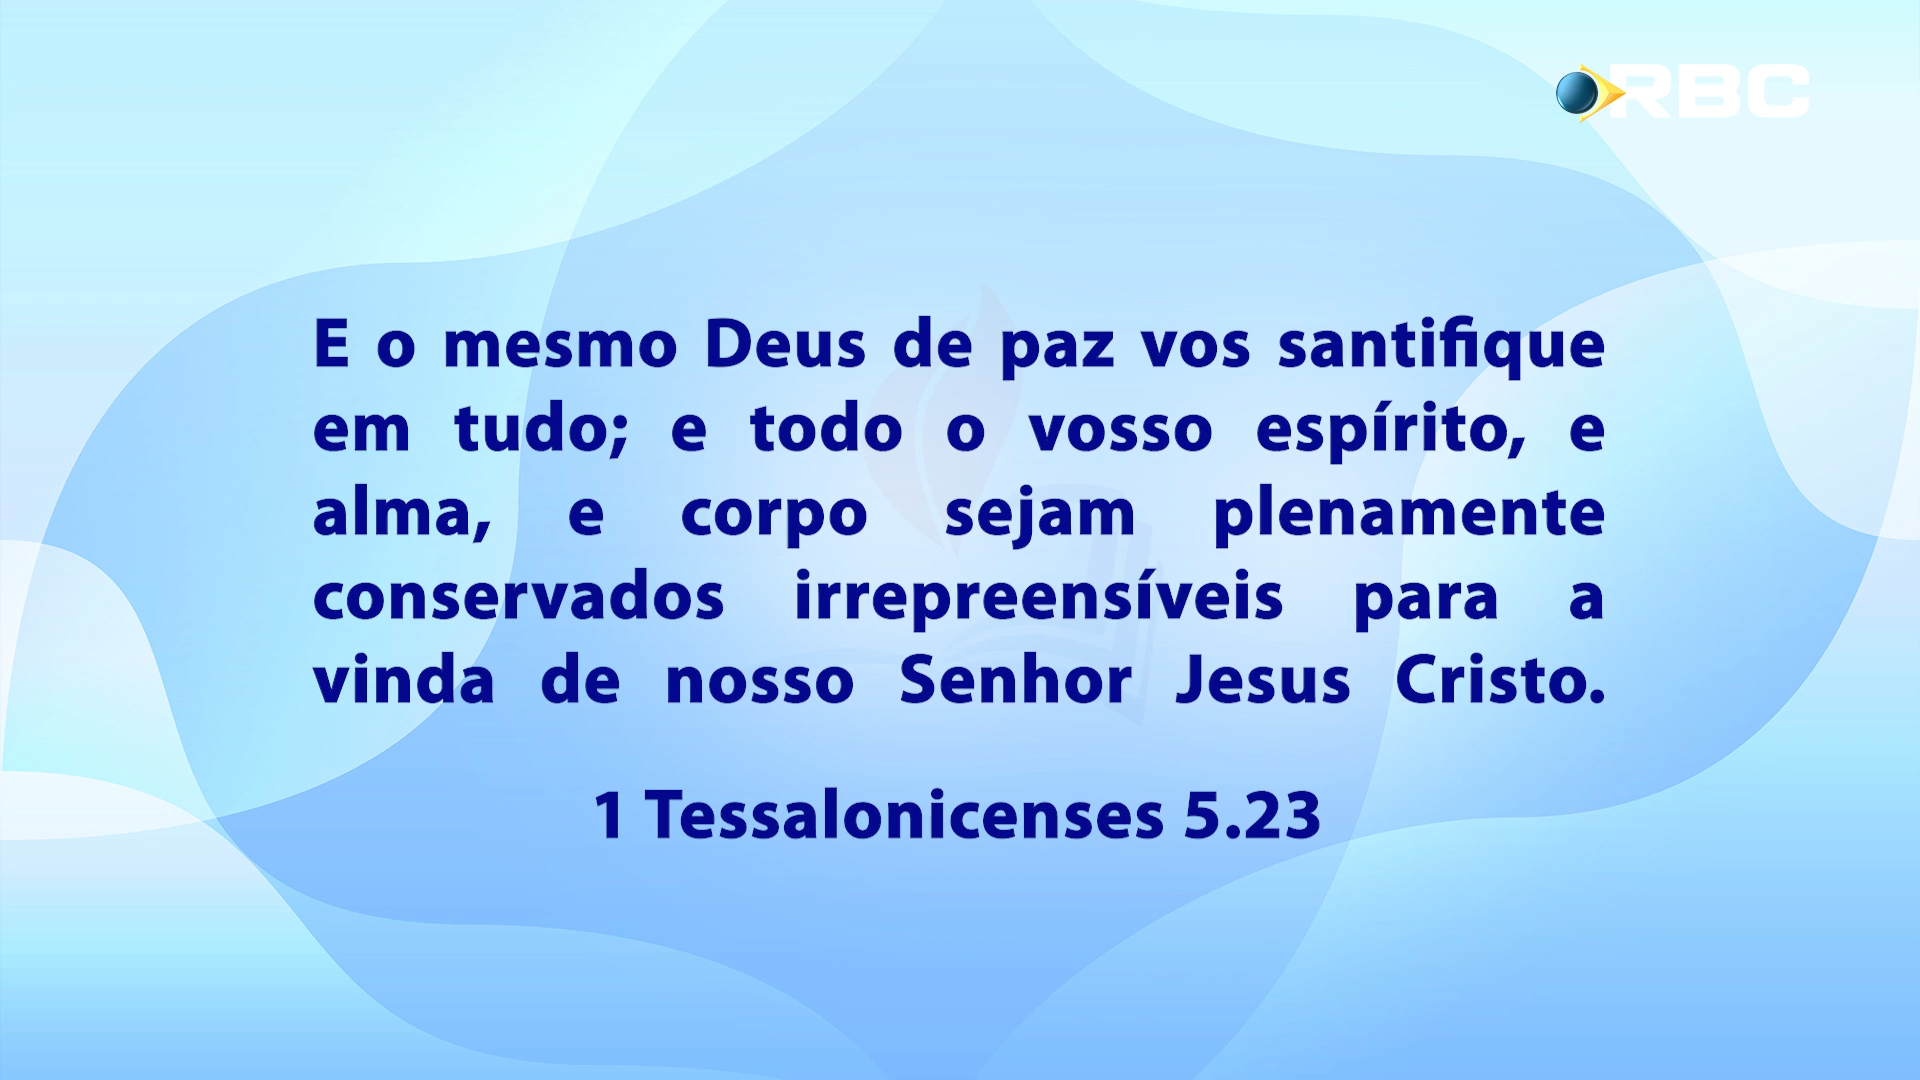 RBC
E o mesmo Deus de paz vos santifique
em tudo; e todo o vosso espírito, e
alma, e corpo sejam plenamente
conservados irrepreensíveis para a
vinda de nosso Senhor Jesus Cristo.
1 Tessalonicenses 5.23